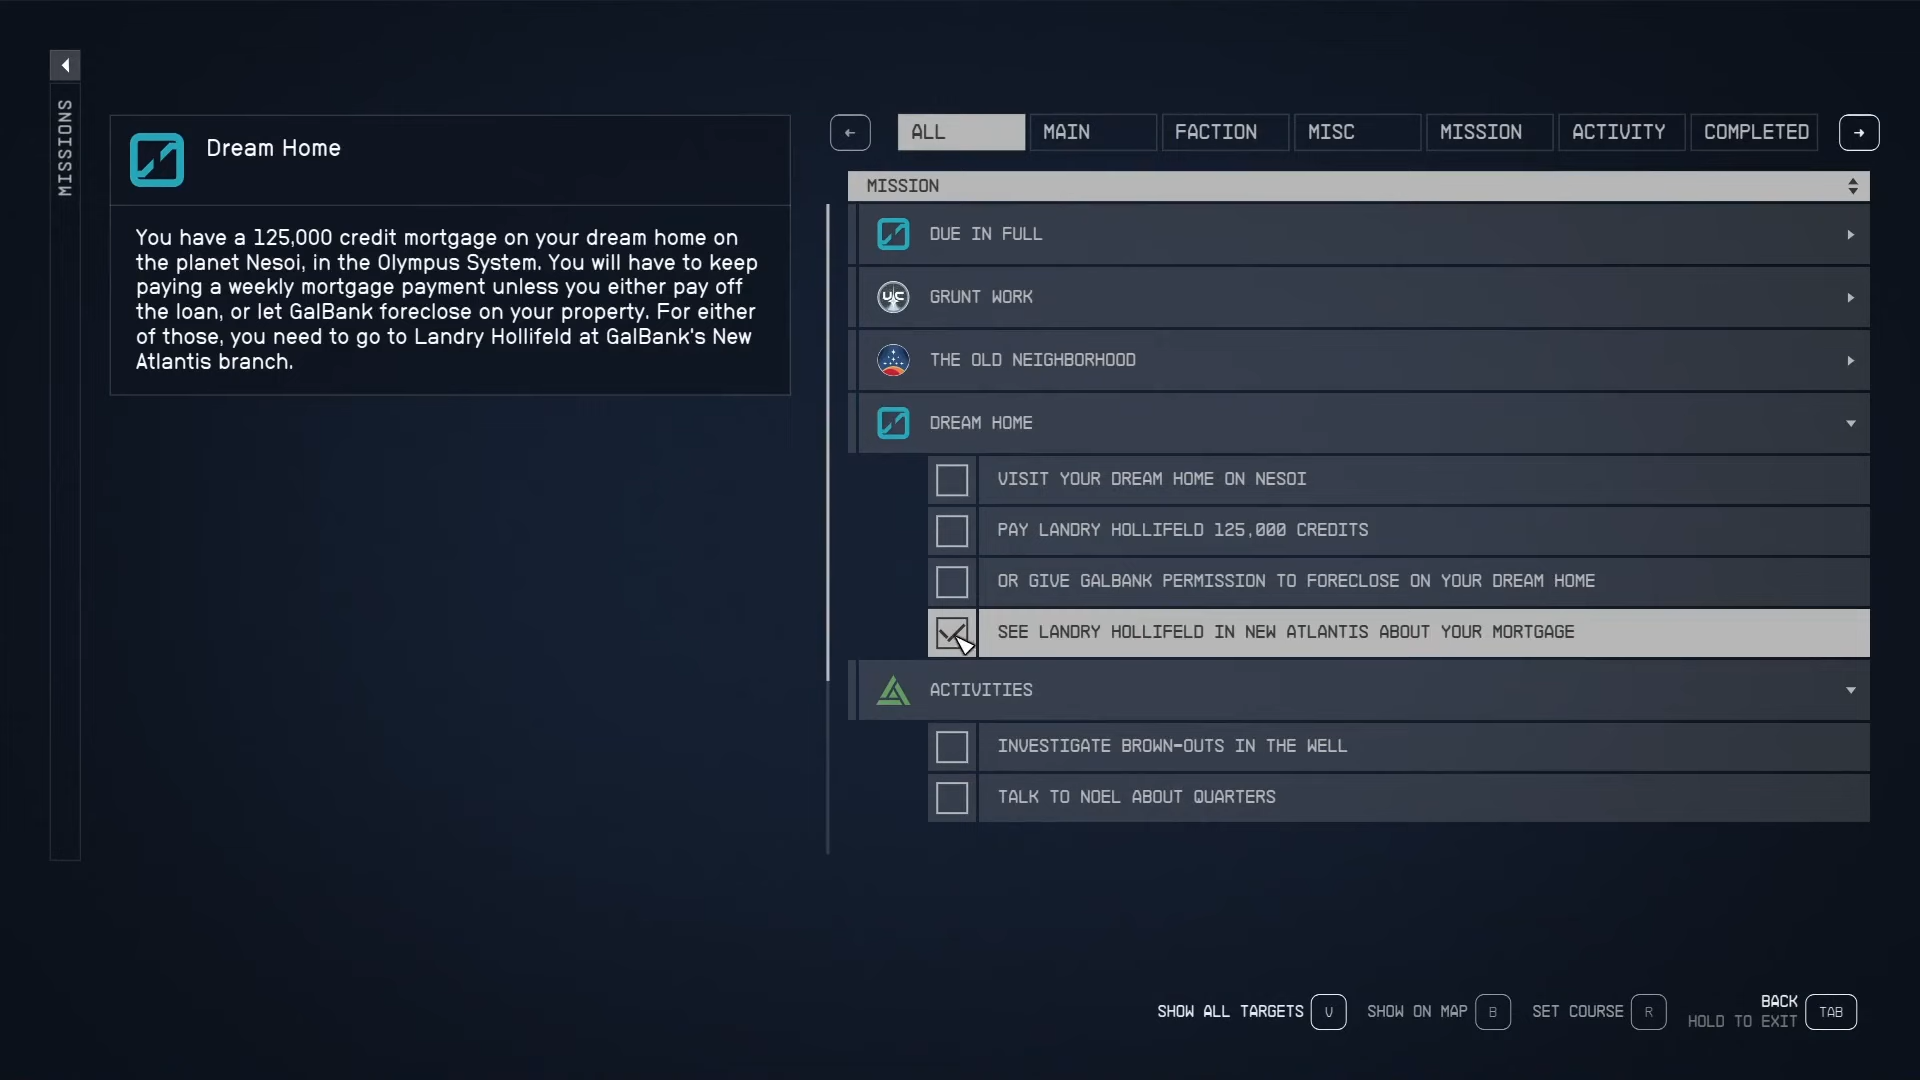 MISSIONS
Dream Home
You have a 125,000 credit mortgage on your dream home on
the planet Nesoi, in the Olympus System. You will have to keep
paying a weekly mortgage payment unless you either pay off
the loan, or let GalBank foreclose on your property. For either
of those, you need to go to Landry Hollifeld at GalBank's New
Atlantis branch.
ALL MAIN FACTION MISC MISSION ACTIVITY COMPLETED
MISSION
DUE IN FULL
UC GRUNT WORK
THE OLD NEIGHBORHOOD
DREAM HOME
VISIT YOUR DREAM HOME ON NESOI
PAY LANDRY HOLLIFELD 125,000 CREDITS
OR GIVE GALBANK PERMISSION TO FORECLOSE ON YOUR DREAM HOME
SEE LANDRY HOLLIFELD IN NEW ATLANTIS ABOUT YOUR MORTGAGE
ACTIVITIES
INVESTIGATE BROWN-OUTS IN THE WELL
TALK TO NOEL ABOUT QUARTERS
SHOW ALL TARGETS V SHOW ON MAP B SET COURSE R BACK TAB
HOLD TO EXIT